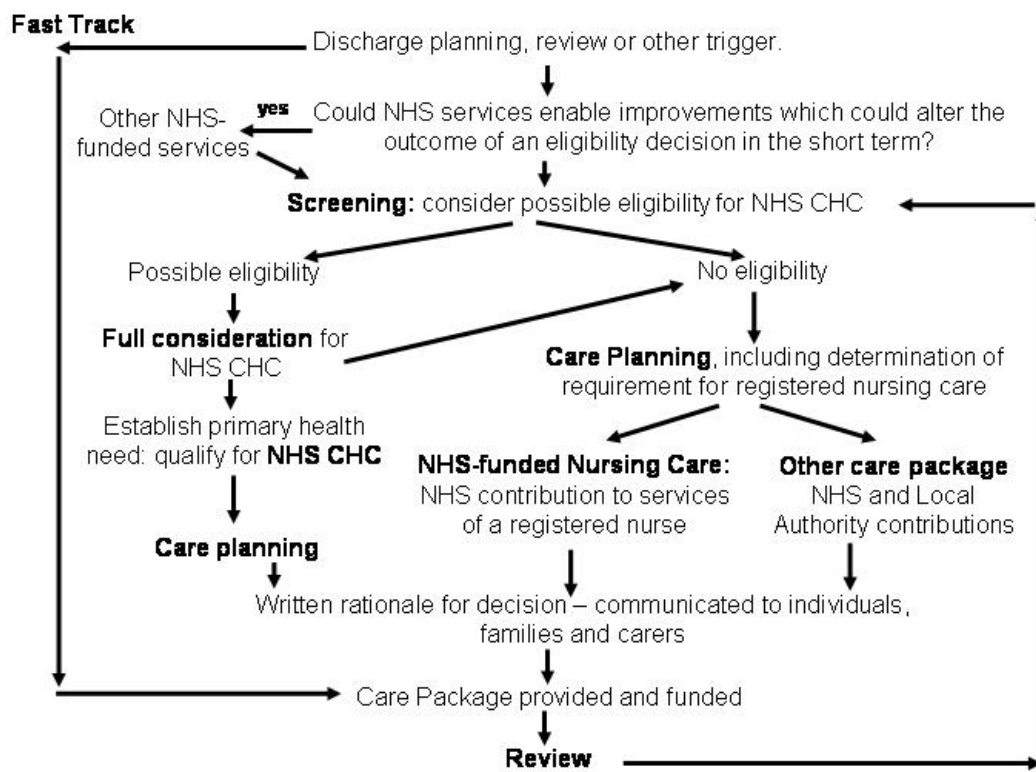 Fast Track
Discharge planning, review or other trigger.
Other NHS-
funded services
yes
Could NHS services enable improvements which could alter the
outcome of an eligibility decision in the short term?
Screening: consider possible eligibility for NHS CHC
Possible eligibility
No eligibility
Full consideration for
NHS CHC
Care Planning, including determination of
requirement for registered nursing care
Establish primary health
need: qualify for NHS CHC
NHS-funded Nursing Care:
NHS contribution to services
of a registered nurse
Other care package
NHS and Local
Authority contributions
Care planning
Written rationale for decision – communicated to individuals,
families and carers
Care Package provided and funded
Review